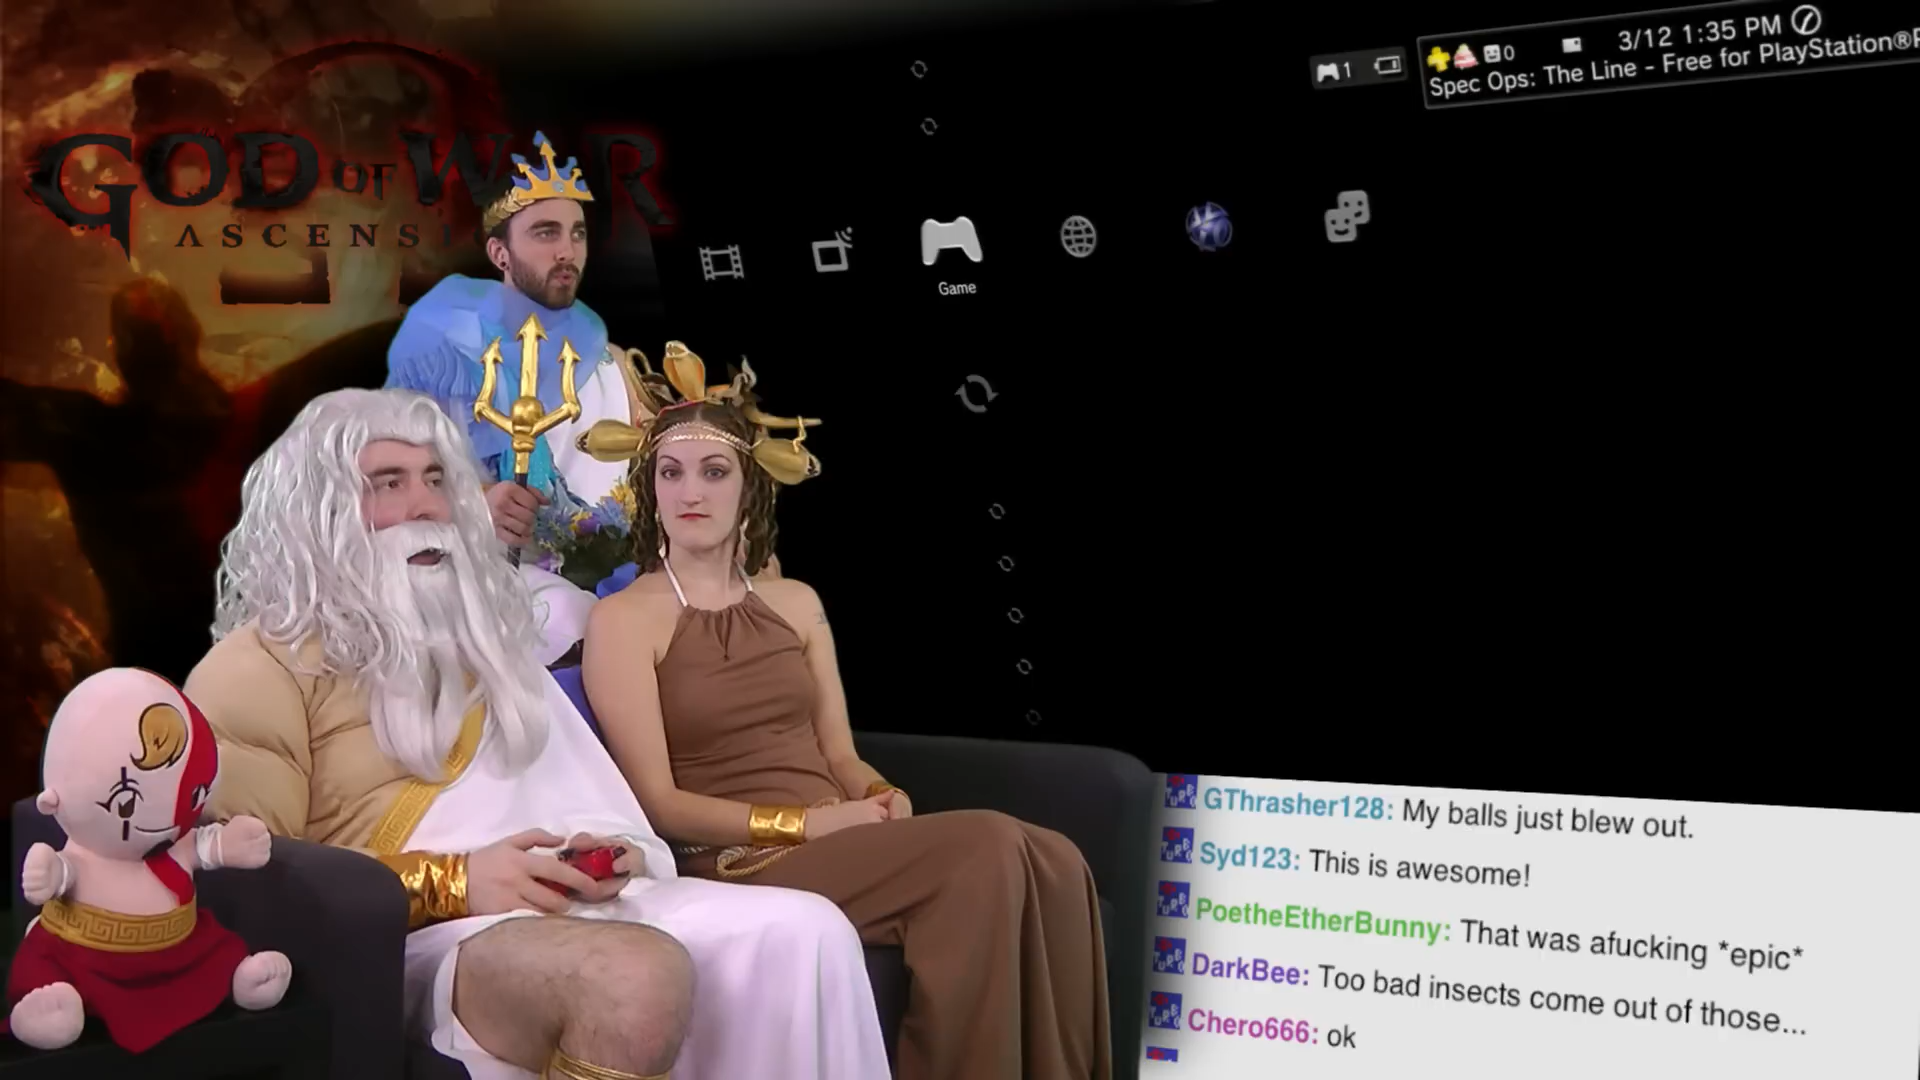 GOD OF WAR
ASCENSI
1
0
3/12 1:35 PM
Spec Ops: The Line - Free for PlayStation®P
Game
GThrasher128: My balls just blew out.
Syd123: This is awesome!
PoetheEtherBunny: That was afucking *epic*
DarkBee: Too bad insects come out of those...
Chero666: ok